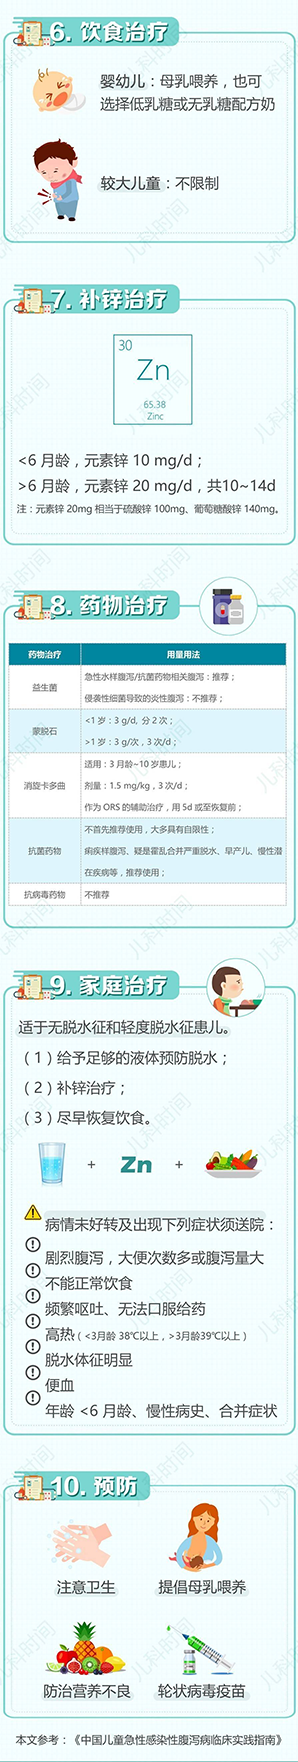 6. 饮食治疗
婴幼儿：母乳喂养，也可
选择低乳糖或无乳糖配方奶
较大儿童：不限制
7. 补锌治疗
30
Zn
65.38
Zinc
<6 月龄，元素锌 10 mg/d；
>6 月龄，元素锌 20 mg/d，共10~14d
注：元素锌 20mg 相当于硫酸锌 100mg、葡萄糖酸锌 140mg。
8. 药物治疗
药物治疗 用量用法
益生菌
急性水样腹泻/抗菌药物相关腹泻：推荐；
侵袭性细菌导致的炎性腹泻：不推荐；
蒙脱石
<1 岁：3 g/d, 分 2 次；
>1 岁：3 g/次，3 次/d；
消旋卡多曲
适用：3 月龄~10 岁患儿；
剂量：1.5 mg/kg，3 次/d；
作为 ORS 的辅助治疗，用 5d 或至恢复前；
抗菌药物
不首先推荐使用，大多具有自限性；
痢疾样腹泻、疑是霍乱合并严重脱水、早产儿、慢性潜
在疾病等，推荐使用；
抗病毒药物 不推荐
9. 家庭治疗
适于无脱水征和轻度脱水征患儿。
（1）给予足够的液体预防脱水；
（2）补锌治疗；
（3）尽早恢复饮食。
+ Zn +
病情未好转及出现下列症状须送院：
剧烈腹泻，大便次数多或腹泻量大
不能正常饮食
频繁呕吐、无法口服给药
高热（<3月龄 38℃以上，>3月龄39℃以上）
脱水体征明显
便血
年龄 <6 月龄、慢性病史、合并症状
10. 预防
注意卫生 提倡母乳喂养
防治营养不良 轮状病毒疫苗
本文参考：《中国儿童急性感染性腹泻病临床实践指南》
儿科时间